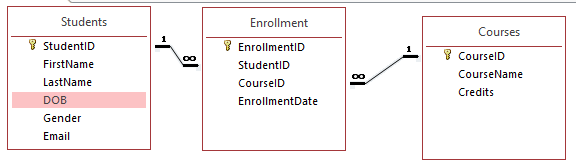 Students
StudentID
FirstName
LastName
DOB
Gender
Email
1
∞
Enrollment
EnrollmentID
StudentID
CourseID
EnrollmentDate
∞
1
Courses
CourseID
CourseName
Credits